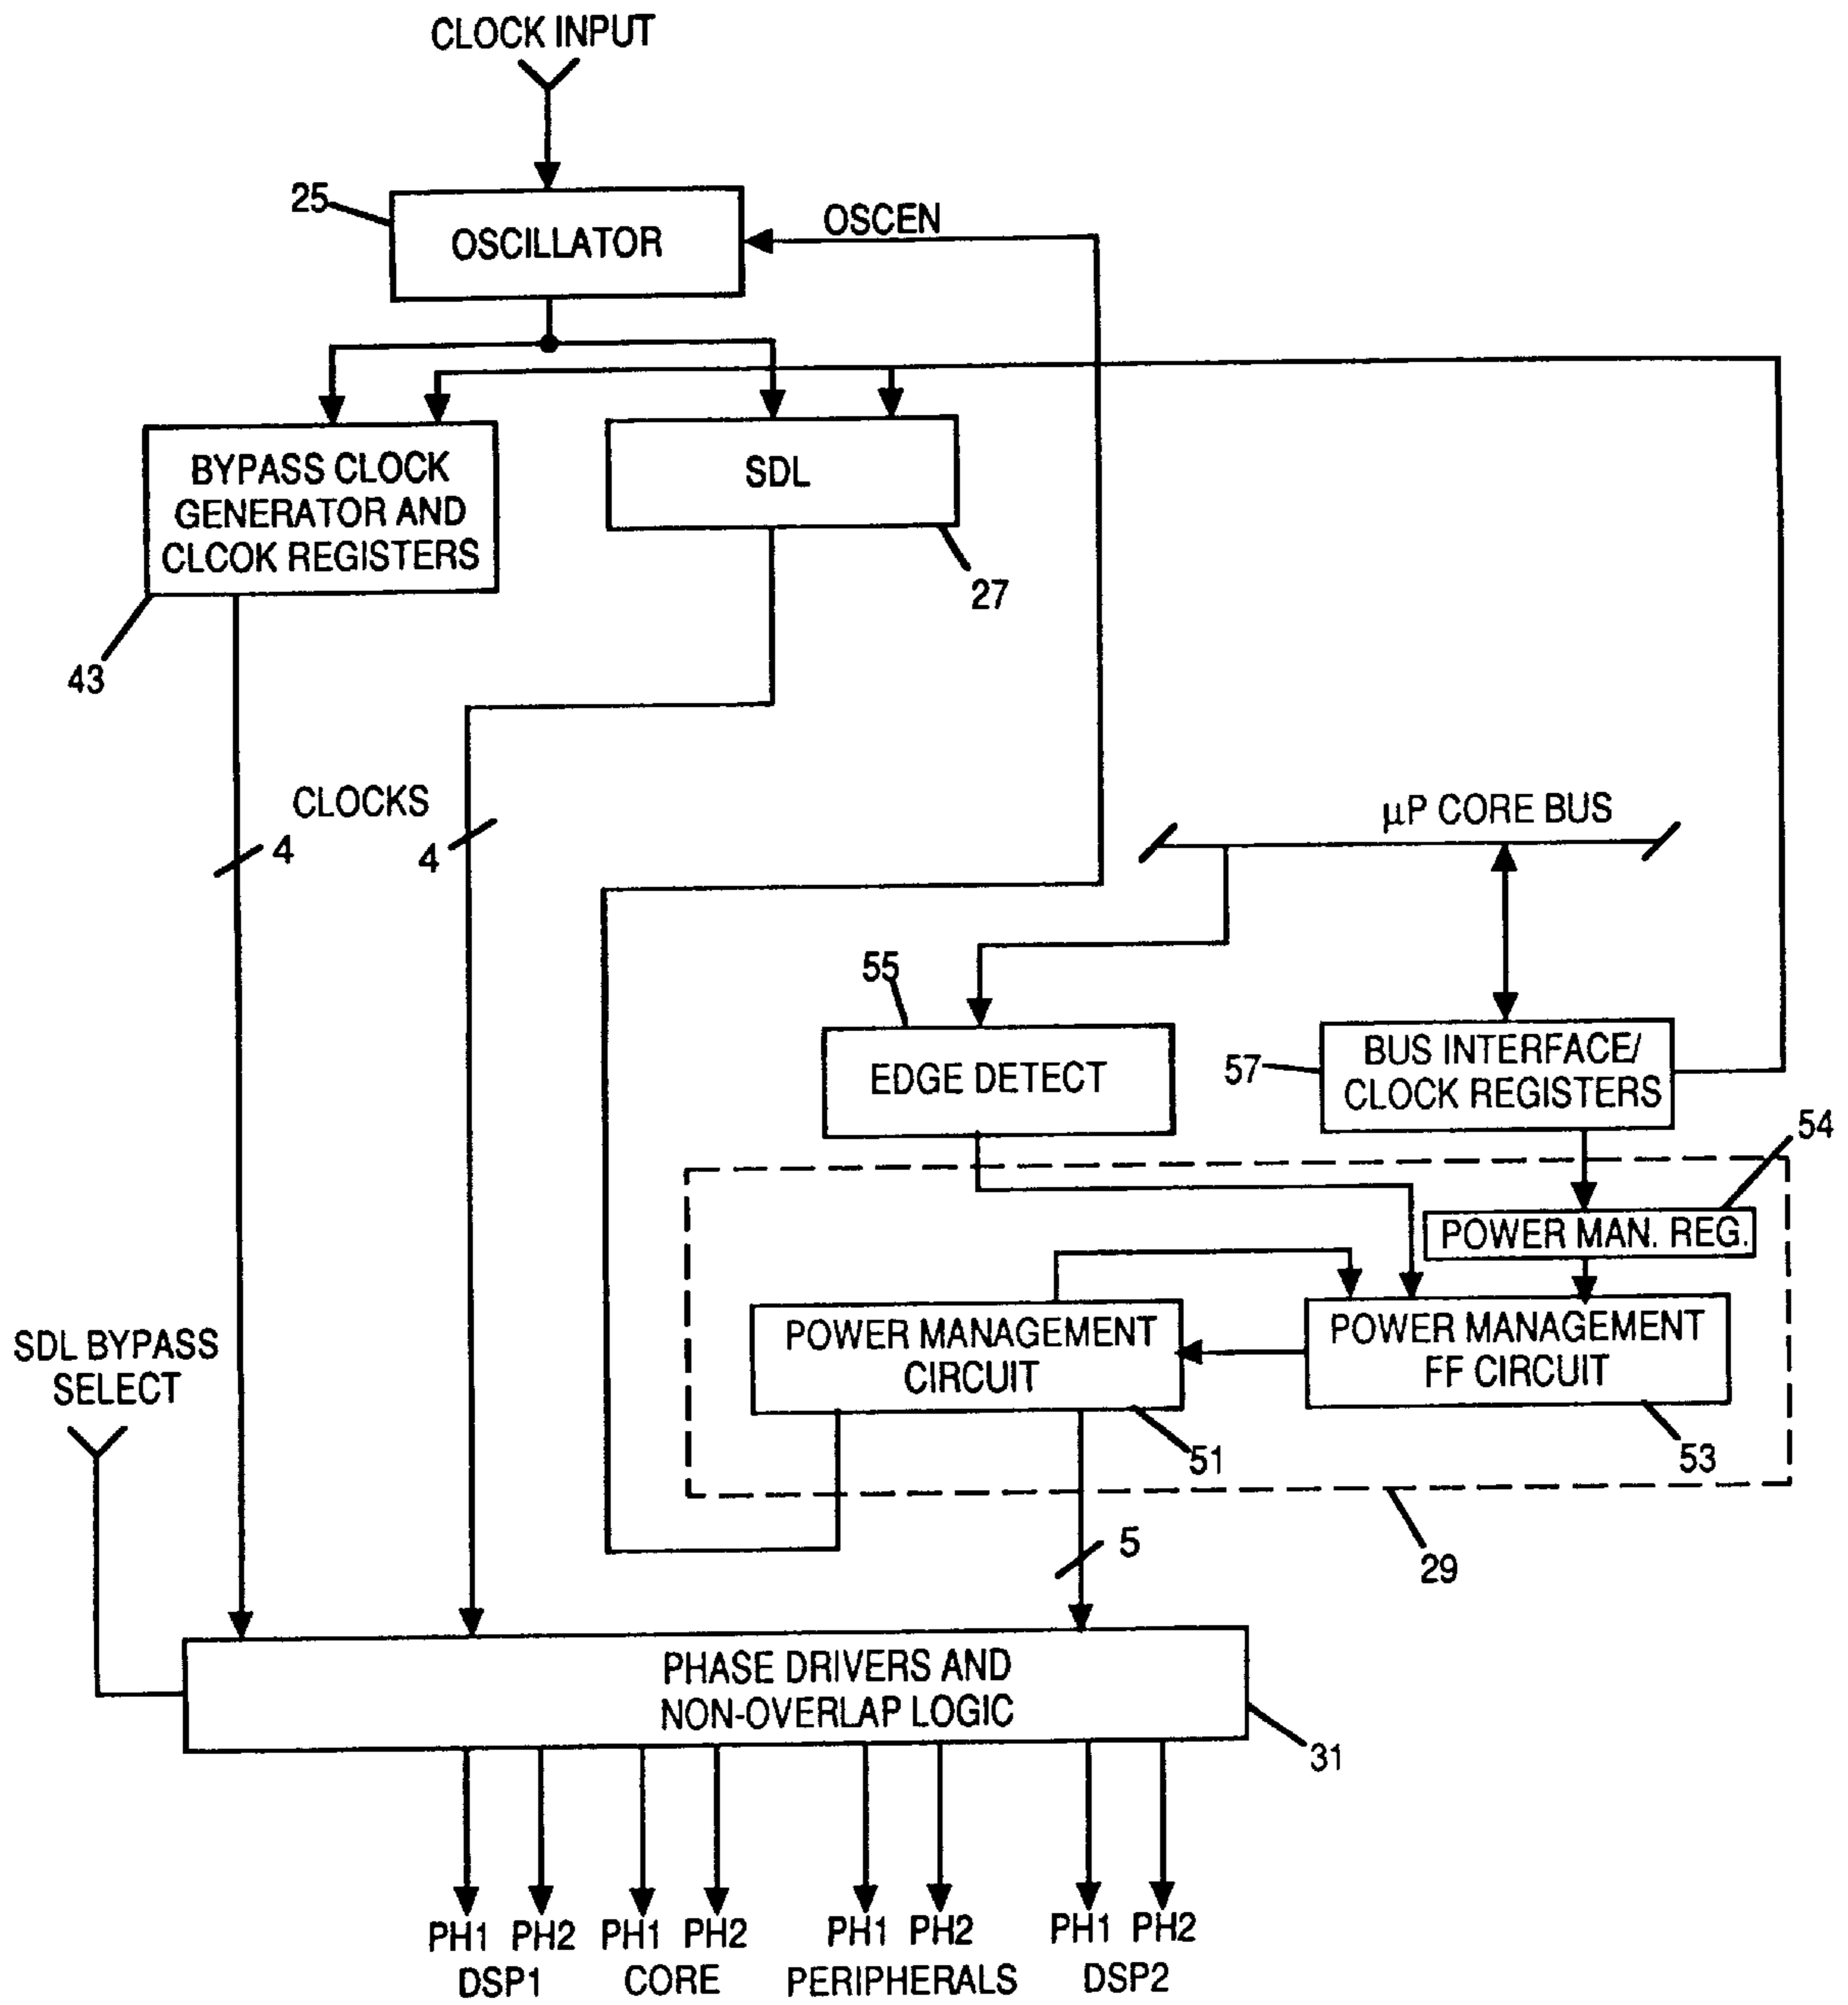 CLOCK INPUT
25
OSCILLATOR
OSCEN
BYPASS CLOCK
GENERATOR AND
CLCOK REGISTERS
43
SDL
27
CLOCKS
4
4
µP CORE BUS
55
EDGE DETECT
57
BUS INTERFACE/
CLOCK REGISTERS
54
POWER MAN. REG.
POWER MANAGEMENT
CIRCUIT
51
POWER MANAGEMENT
FF CIRCUIT
53
29
5
SDL BYPASS
SELECT
PHASE DRIVERS AND
NON-OVERLAP LOGIC
31
PH1 PH2 PH1 PH2 PH1 PH2 PH1 PH2
DSP1 CORE PERIPHERALS DSP2